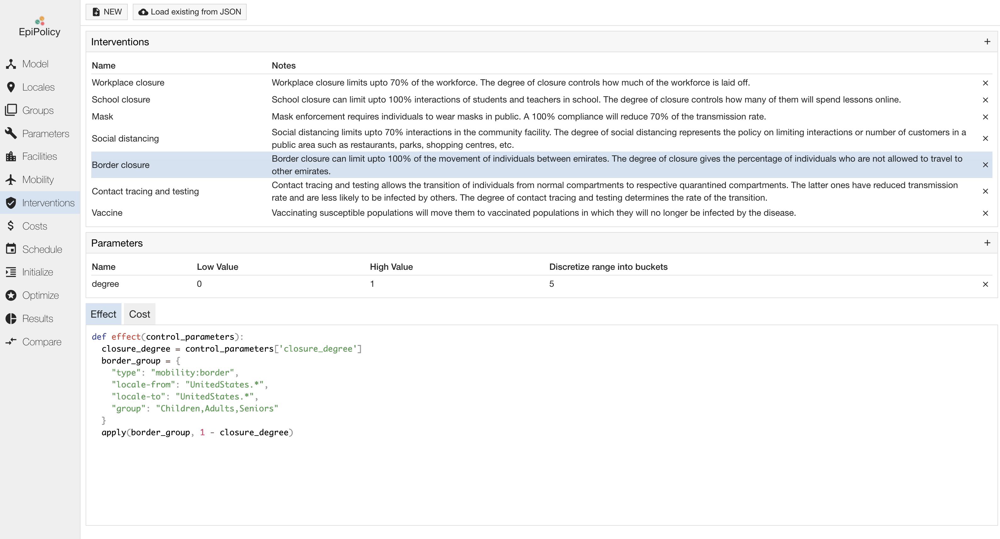 EpiPolicy
Model
Locales
Groups
Parameters
Facilities
Mobility
Interventions
Costs
Schedule
Initialize
Optimize
Results
Compare
NEW
Load existing from JSON
Interventions
+
Name Notes
Workplace closure Workplace closure limits upto 70% of the workforce. The degree of closure controls how much of the workforce is laid off. ×
School closure School closure can limit upto 100% interactions of students and teachers in school. The degree of closure controls how many of them will spend lessons online. ×
Mask Mask enforcement requires individuals to wear masks in public. A 100% compliance will reduce 70% of the transmission rate. ×
Social distancing Social distancing limits upto 70% interactions in the community facility. The degree of social distancing represents the policy on limiting interactions or number of customers in a
public area such as restaurants, parks, shopping centres, etc. ×
Border closure Border closure can limit upto 100% of the movement of individuals between emirates. The degree of closure gives the percentage of individuals who are not allowed to travel to
other emirates. ×
Contact tracing and testing Contact tracing and testing allows the transition of individuals from normal compartments to respective quarantined compartments. The latter ones have reduced transmission
rate and are less likely to be infected by others. The degree of contact tracing and testing determines the rate of the transition. ×
Vaccine Vaccinating susceptible populations will move them to vaccinated populations in which they will no longer be infected by the disease. ×
Parameters
+
Name Low Value High Value Discretize range into buckets
degree 0 1 5 ×
Effect Cost
def effect(control_parameters):
  closure_degree = control_parameters['closure_degree']
  border_group = {
    "type": "mobility:border",
    "locale-from": "UnitedStates.*",
    "locale-to": "UnitedStates.*",
    "group": "Children,Adults,Seniors"
  }
  apply(border_group, 1 - closure_degree)